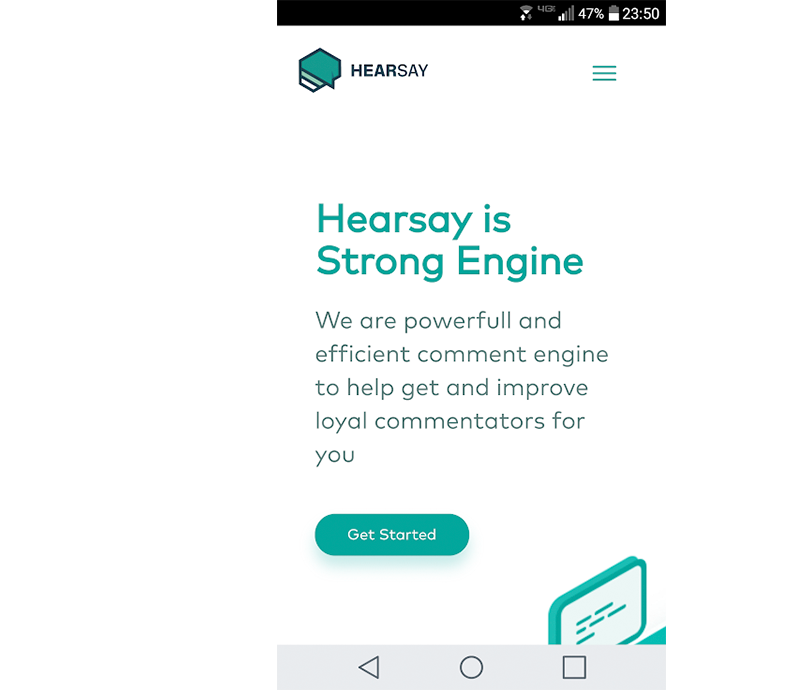 4G 47% 23:50
HEARSAY
Hearsay is
Strong Engine
We are powerfull and
efficient comment engine
to help get and improve
loyal commentators for
you
Get Started